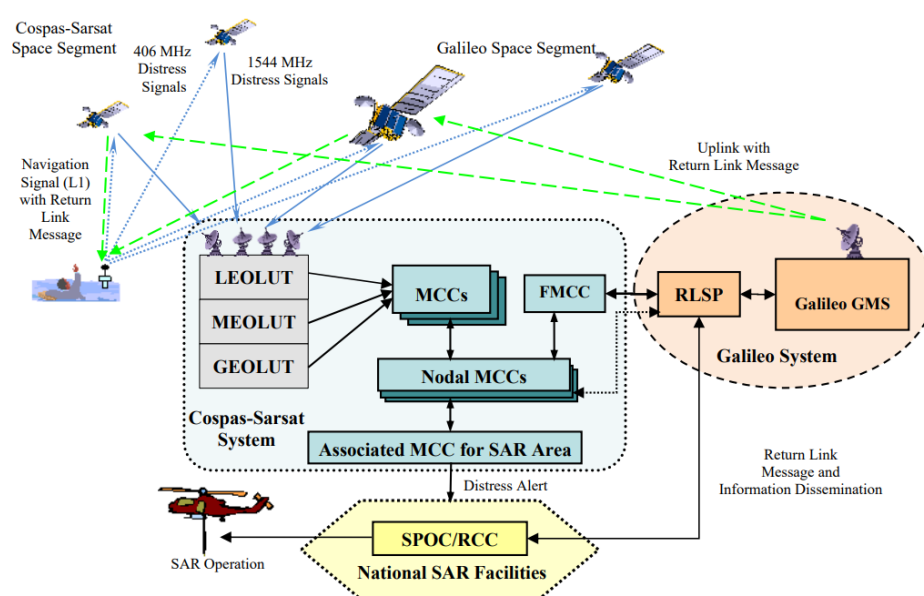 Cospas-Sarsat
Space Segment
406 MHz
Distress
Signals
1544 MHz
Distress Signals
Galileo Space Segment
Navigation
Signal (L1)
with Return
Link
Message
Uplink with
Return Link Message
LEOLUT
MEOLUT
GEOLUT
MCCs
FMCC
RLSP
Galileo GMS
Galileo System
Nodal MCCs
Cospas-Sarsat
System
Associated MCC for SAR Area
Return Link
Message and
Information Dissemination
Distress Alert
SPOC/RCC
SAR Operation
National SAR Facilities